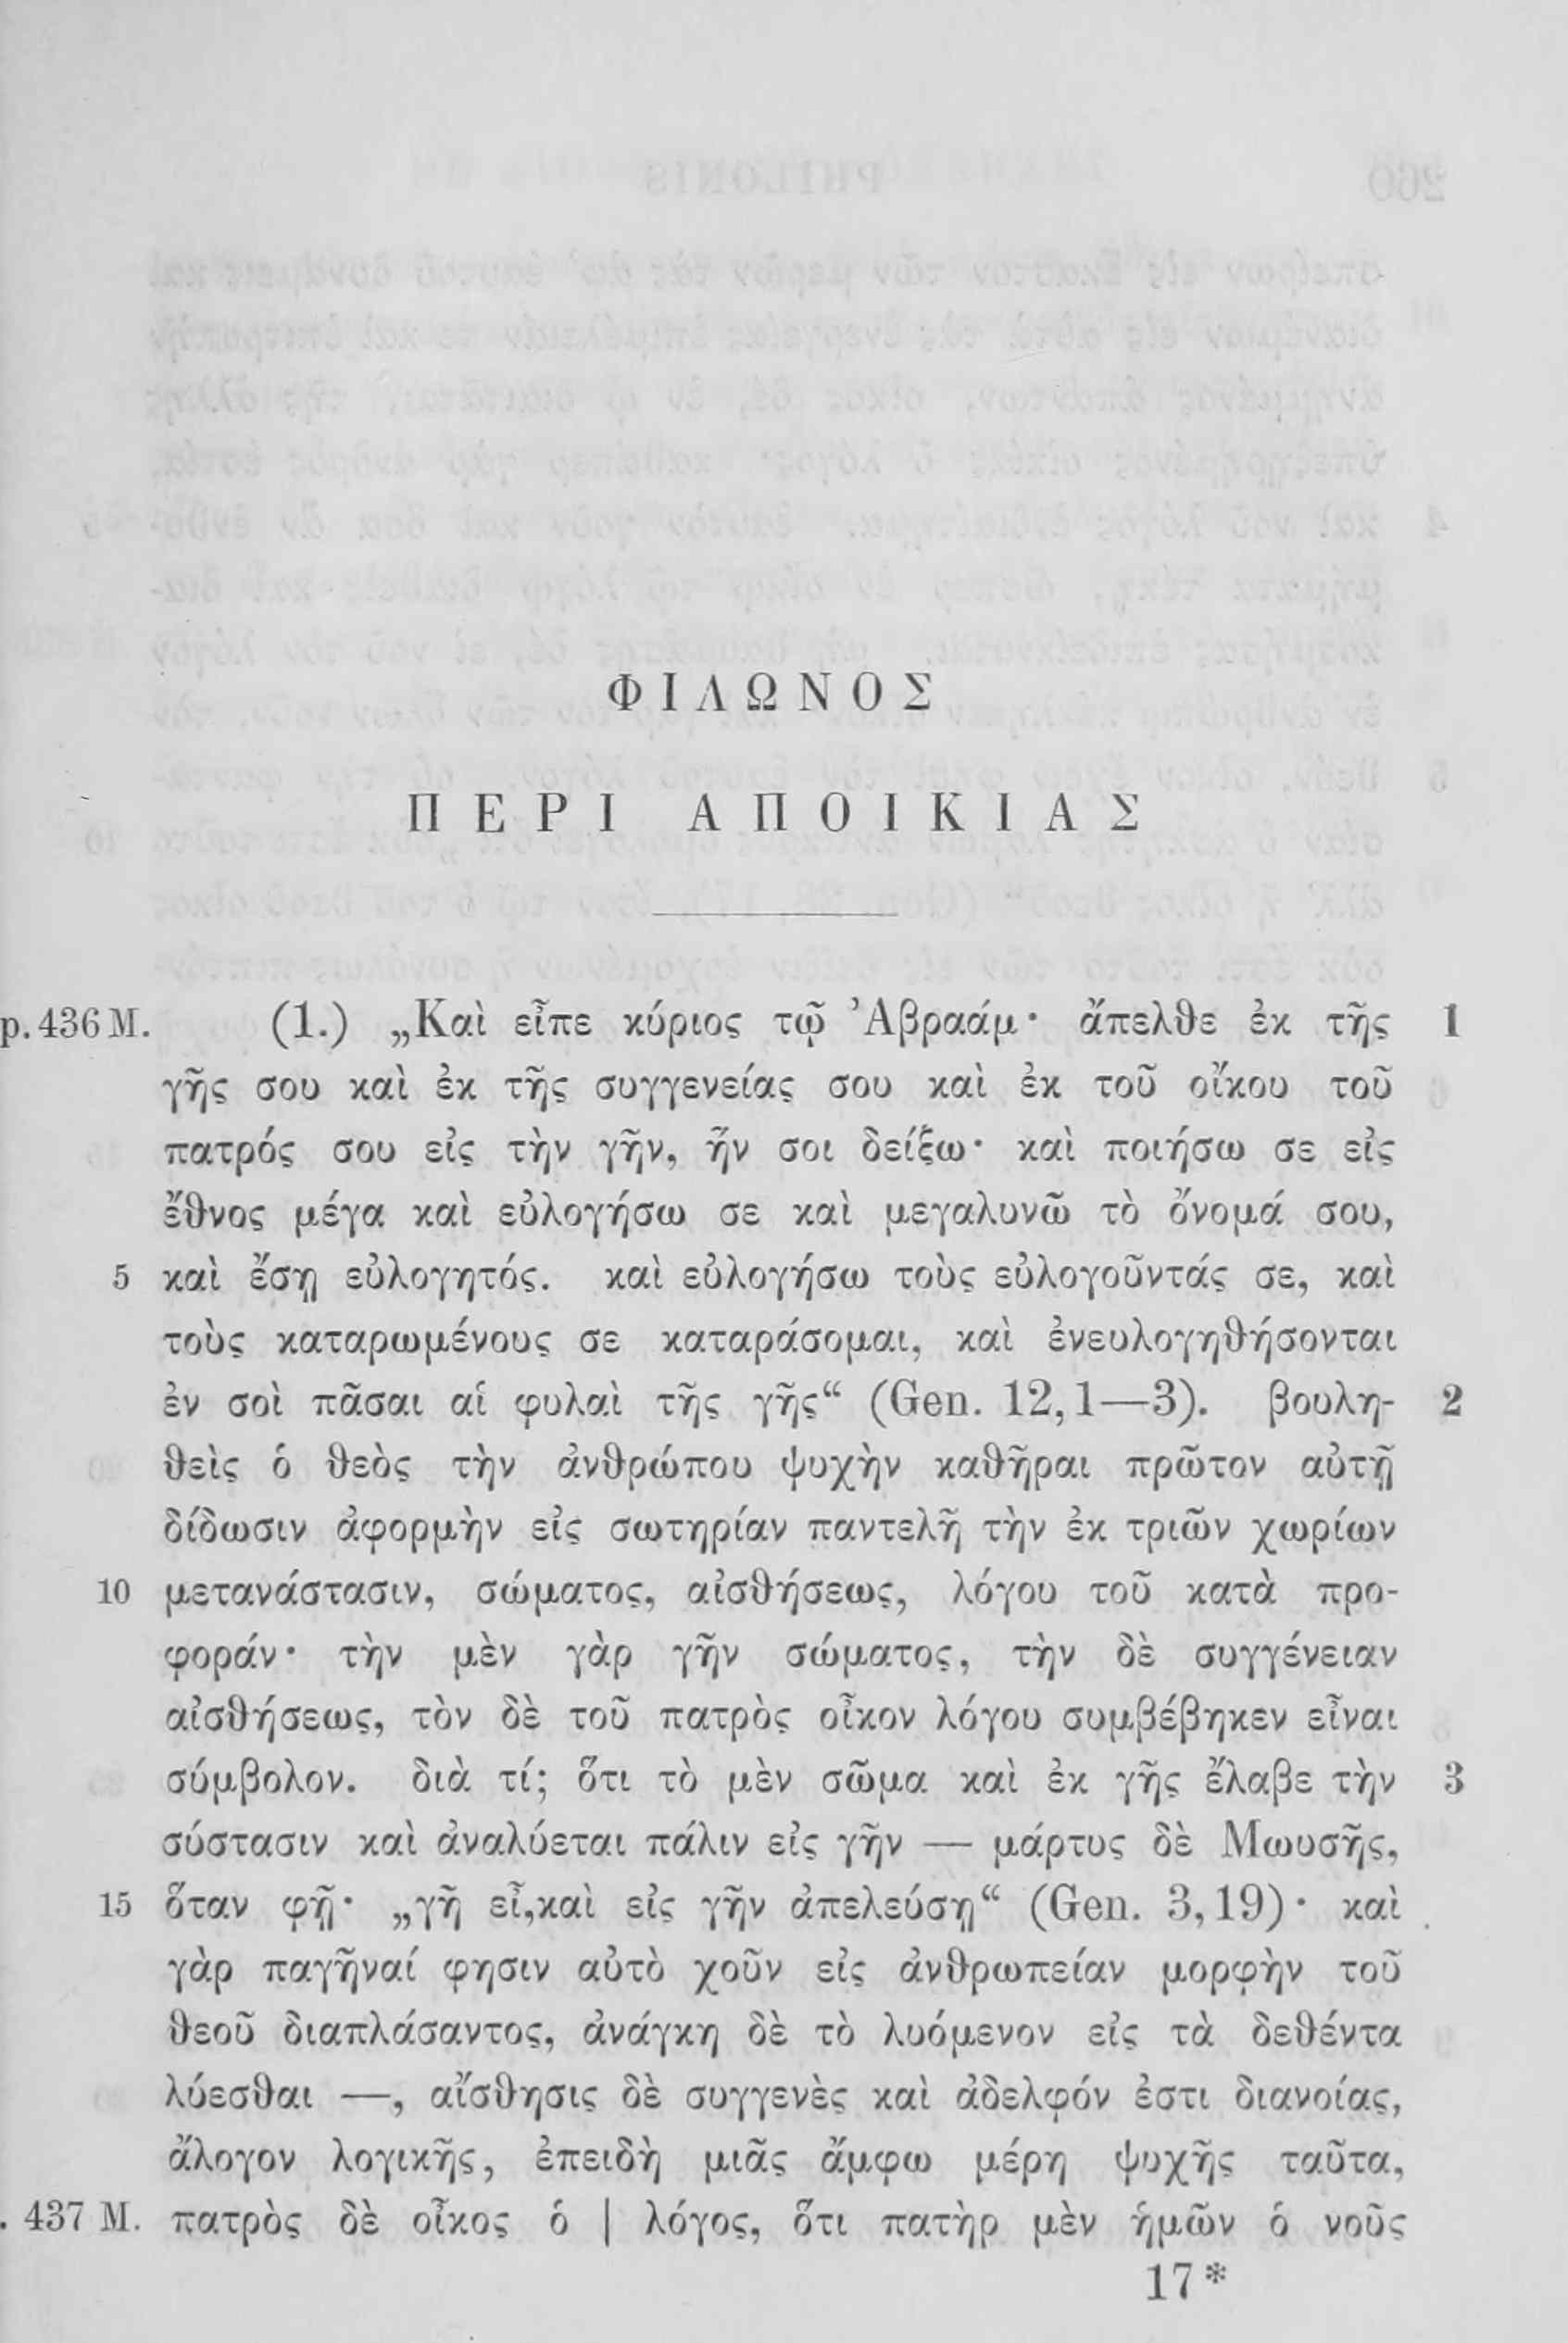 ΦΙΛΩΝΟΣ
ΠΕΡΙ ΑΠΟΙΚΙΑΣ
p. 436 M. (1.) „Καὶ εἶπε κύριος τῷ Ἀβραάμ· ἄπελθε ἐκ τῆς 1
γῆς σου καὶ ἐκ τῆς συγγενείας σου καὶ ἐκ τοῦ οἴκου τοῦ
πατρός σου εἰς τὴν γῆν, ἥν σοι δείξω· καὶ ποιήσω σε εἰς
ἔθνος μέγα καὶ εὐλογήσω σε καὶ μεγαλυνῶ τὸ ὄνομά σου,
5 καὶ ἔσῃ εὐλογητός. καὶ εὐλογήσω τοὺς εὐλογοῦντάς σε, καὶ
τοὺς καταρωμένους σε καταράσομαι, καὶ ἐνευλογηθήσονται
ἐν σοὶ πᾶσαι αἱ φυλαὶ τῆς γῆς“ (Gen. 12,1—3). βουλη- 2
θεὶς ὁ θεὸς τὴν ἀνθρώπου ψυχὴν καθῆραι πρῶτον αὐτῇ
δίδωσιν ἀφορμὴν εἰς σωτηρίαν παντελῆ τὴν ἐκ τριῶν χωρίων
10 μετανάστασιν, σώματος, αἰσθήσεως, λόγου τοῦ κατὰ προ-
φοράν· τὴν μὲν γὰρ γῆν σώματος, τὴν δὲ συγγένειαν
αἰσθήσεως, τὸν δὲ τοῦ πατρὸς οἶκον λόγου συμβέβηκεν εἶναι
σύμβολον. διὰ τί; ὅτι τὸ μὲν σῶμα καὶ ἐκ γῆς ἔλαβε τὴν 3
σύστασιν καὶ ἀναλύεται πάλιν εἰς γῆν — μάρτυς δὲ Μωυσῆς,
15 ὅταν φῇ· „γῆ εἶ,καὶ εἰς γῆν ἀπελεύσῃ“ (Gen. 3,19)· καὶ
γὰρ παγῆναί φησιν αὐτὸ χοῦν εἰς ἀνθρωπείαν μορφὴν τοῦ
θεοῦ διαπλάσαντος, ἀνάγκη δὲ τὸ λυόμενον εἰς τὰ δεθέντα
λύεσθαι —, αἴσθησις δὲ συγγενὲς καὶ ἀδελφόν ἐστι διανοίας,
ἄλογον λογικῆς, ἐπειδὴ μιᾶς ἄμφω μέρη ψυχῆς ταῦτα,
. 437 M. πατρὸς δὲ οἶκος ὁ | λόγος, ὅτι πατὴρ μὲν ἡμῶν ὁ νοῦς
17*